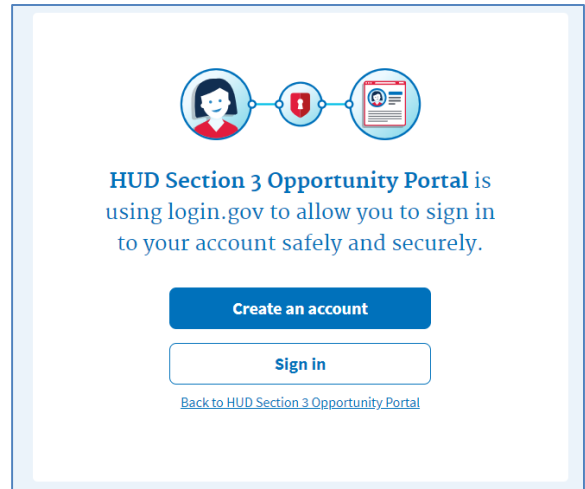 HUD Section 3 Opportunity Portal is
using login.gov to allow you to sign in
to your account safely and securely.
Create an account
Sign in
Back to HUD Section 3 Opportunity Portal